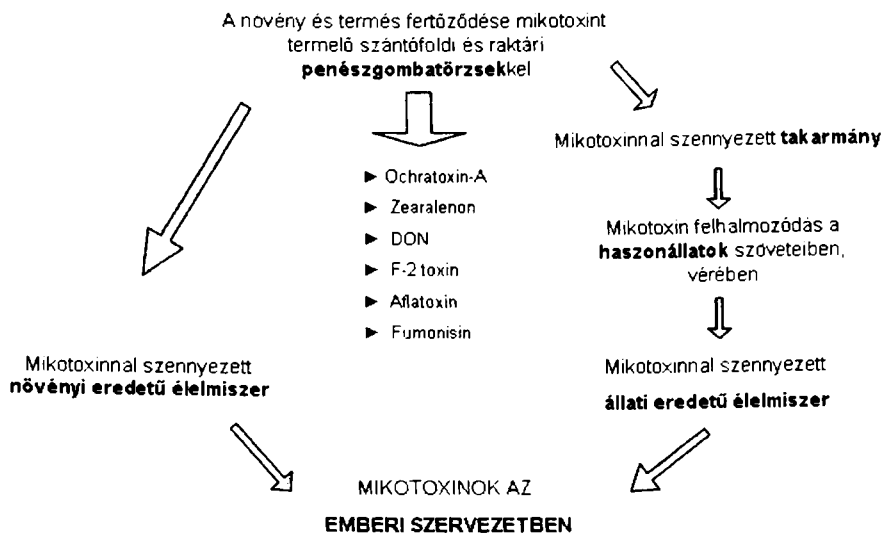 A növény és termés fertőződése mikotoxint
termelő szántóföldi és raktári
penészgombatörzsekkel
Mikotoxinnal szennyezett takarmány
► Ochratoxin-A
► Zearalenon
► DON
► F-2 toxin
► Aflatoxin
► Fumonisin
Mikotoxin felhalmozódás a
haszonállatok szöveteiben,
vérében
Mikotoxinnal szennyezett
növényi eredetű élelmiszer
Mikotoxinnal szennyezett
állati eredetű élelmiszer
MIKOTOXINOK AZ
EMBERI SZERVEZETBEN